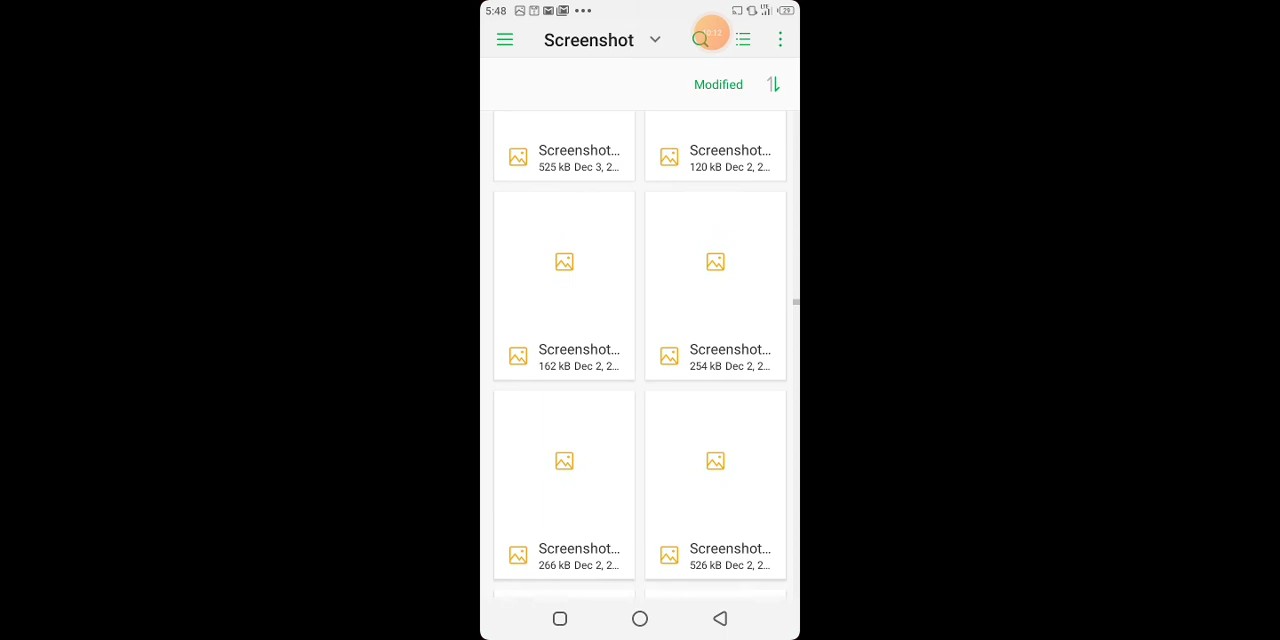 5:48
29
Screenshot
Modified
Screenshot...
525 kB Dec 3, 2...
Screenshot...
120 kB Dec 2, 2...
Screenshot...
162 kB Dec 2, 2...
Screenshot...
254 kB Dec 2, 2...
Screenshot...
266 kB Dec 2, 2...
Screenshot...
526 kB Dec 2, 2...